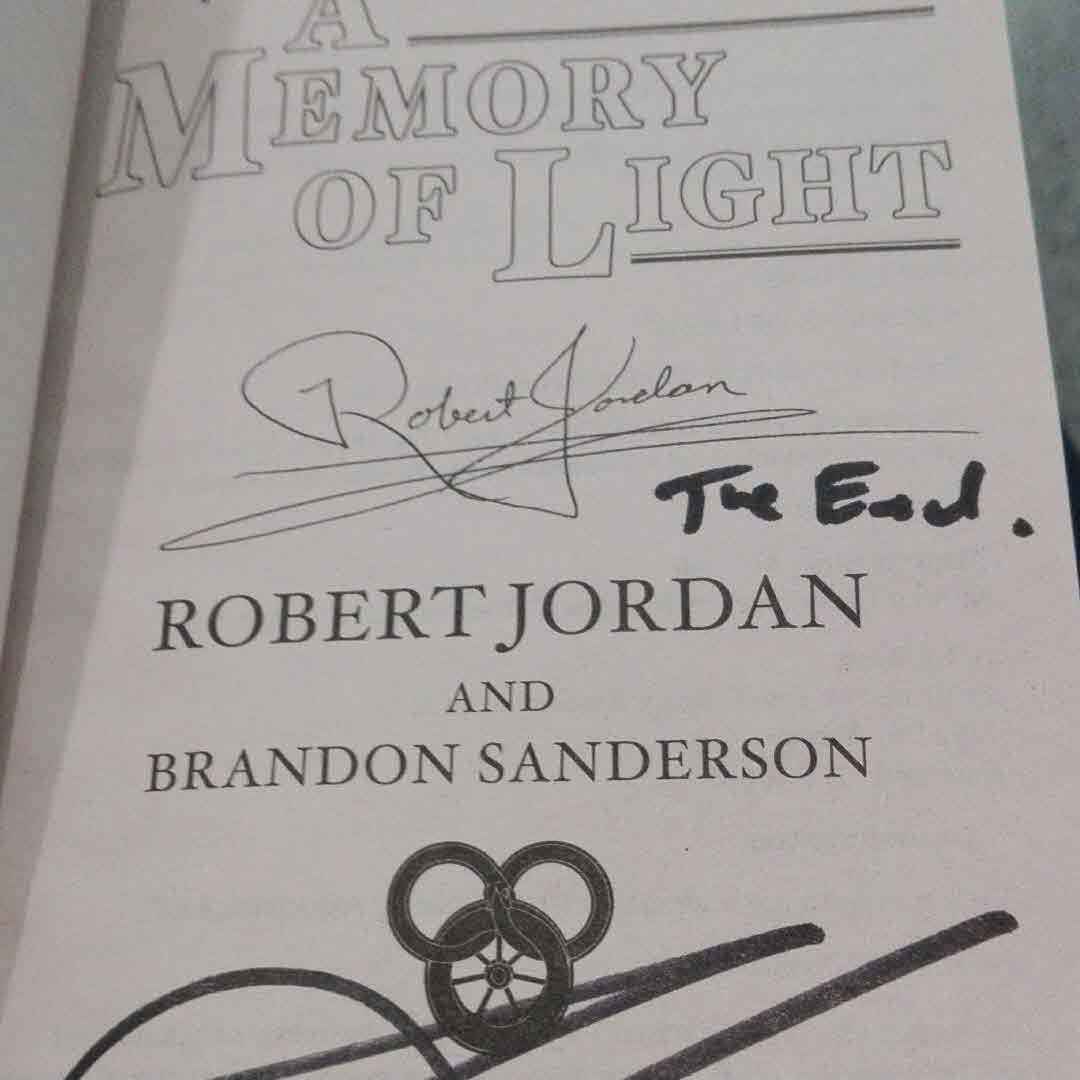 A
MEMORY
OF LIGHT
Robert Jordan
The End.
ROBERT JORDAN
AND
BRANDON SANDERSON